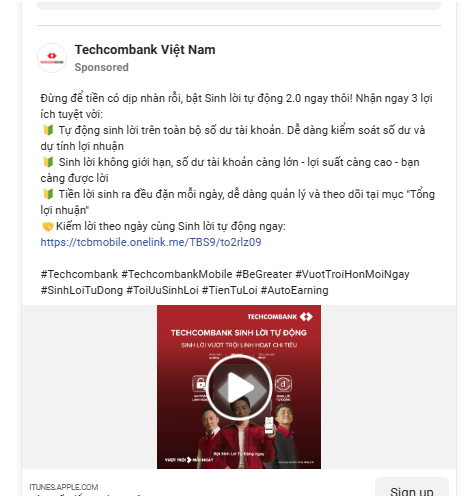 Techcombank Việt Nam
Sponsored
Đừng để tiền có dịp nhàn rỗi, bật Sinh lời tự động 2.0 ngay thôi! Nhận ngay 3 lợi
ích tuyệt vời:
🔰 Tự động sinh lời trên toàn bộ số dư tài khoản. Dễ dàng kiểm soát số dư và
dự tính lợi nhuận
🔰 Sinh lời không giới hạn, số dư tài khoản càng lớn - lợi suất càng cao - bạn
càng được lời
🔰 Tiền lời sinh ra đều đặn mỗi ngày, dễ dàng quản lý và theo dõi tại mục "Tổng
lợi nhuận"
🤝Kiếm lời theo ngày cùng Sinh lời tự động ngay:
https://tcbmobile.onelink.me/TBS9/to2rlz09
#Techcombank #TechcombankMobile #BeGreater #VuotTroiHonMoiNgay
#SinhLoiTuDong #ToiUuSinhLoi #TienTuLoi #AutoEarning
TECHCOMBANK
TECHCOMBANK SINH LỜI TỰ ĐỘNG
SINH LỜI VƯỢT TRỘI LINH HOẠT CHI TIÊU
Bật Sinh Lời Tự Động Ngay
VƯỢT TRỘI MỖI NGÀY
ITUNES.APPLE.COM
Sign up